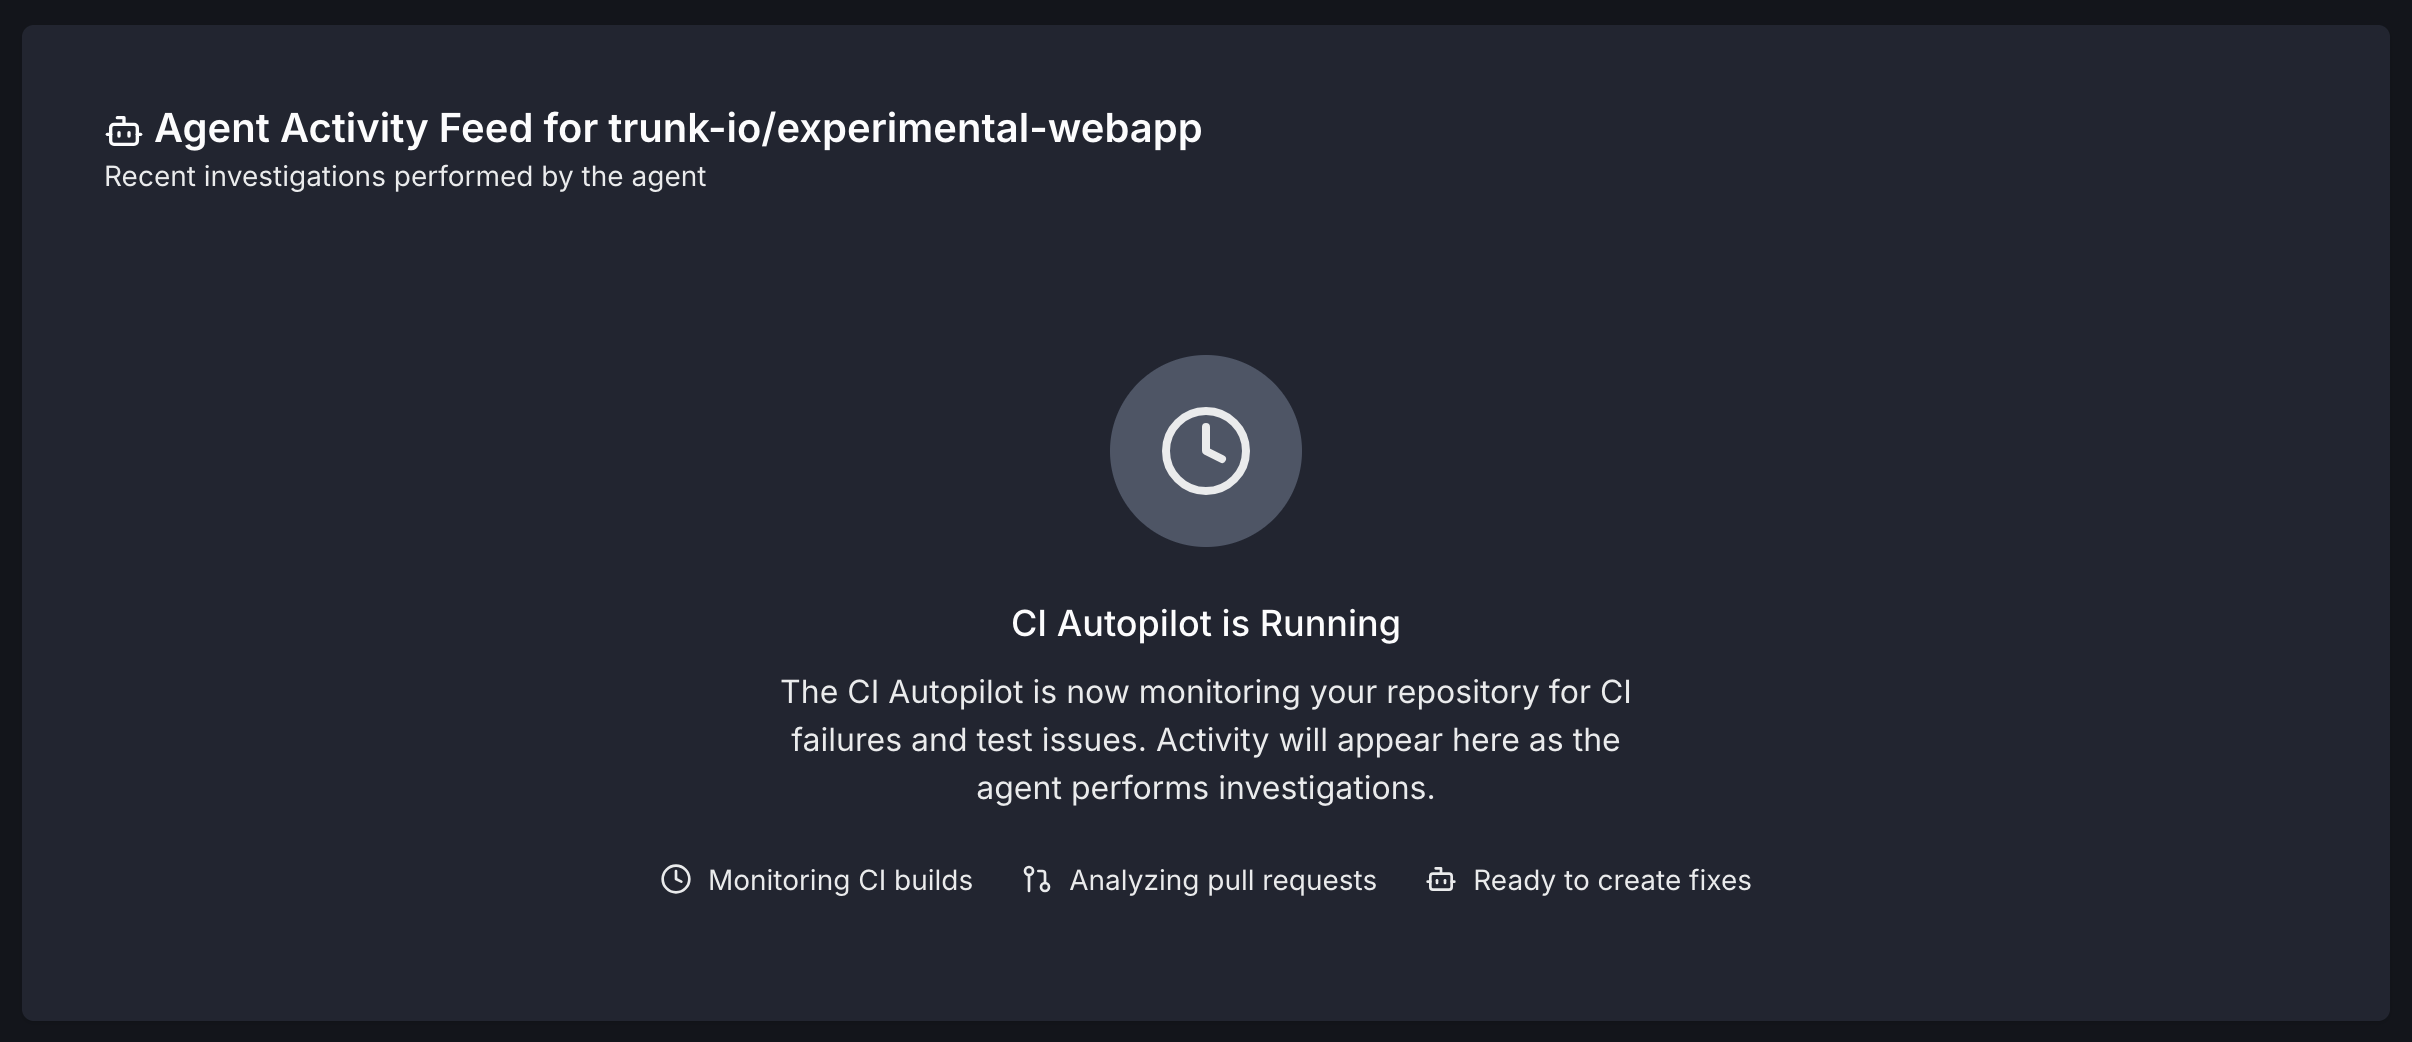 Agent Activity Feed for trunk-io/experimental-webapp
Recent investigations performed by the agent
CI Autopilot is Running
The CI Autopilot is now monitoring your repository for CI
failures and test issues. Activity will appear here as the
agent performs investigations.
Monitoring CI builds
Analyzing pull requests
Ready to create fixes